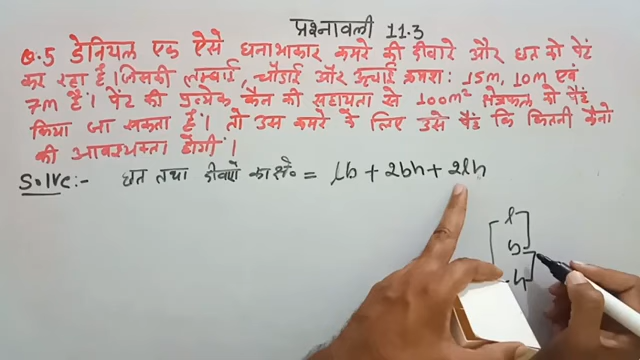 प्रश्नावली 11.3
Q.5 डेनियल एक ऐसे घनाभाकार कमरे की दीवारे और छत को पेंट
कर रहा है। जिसकी लम्बाई, चौड़ाई और ऊचाई क्रमश: 15m, 10m एवं
7m हैं। पेंट की प्रत्येक कैन की सहायता से 100m² क्षेत्रफल को पेंट
किया जा सकता हैं। तो उस कमरे के लिए उसे पैंट कि कितनी कैनो
की आवश्यकता होगी।
Solve:- छत तथा दीवारों का क्षे० = lb + 2bh + 2lh
l
b
h